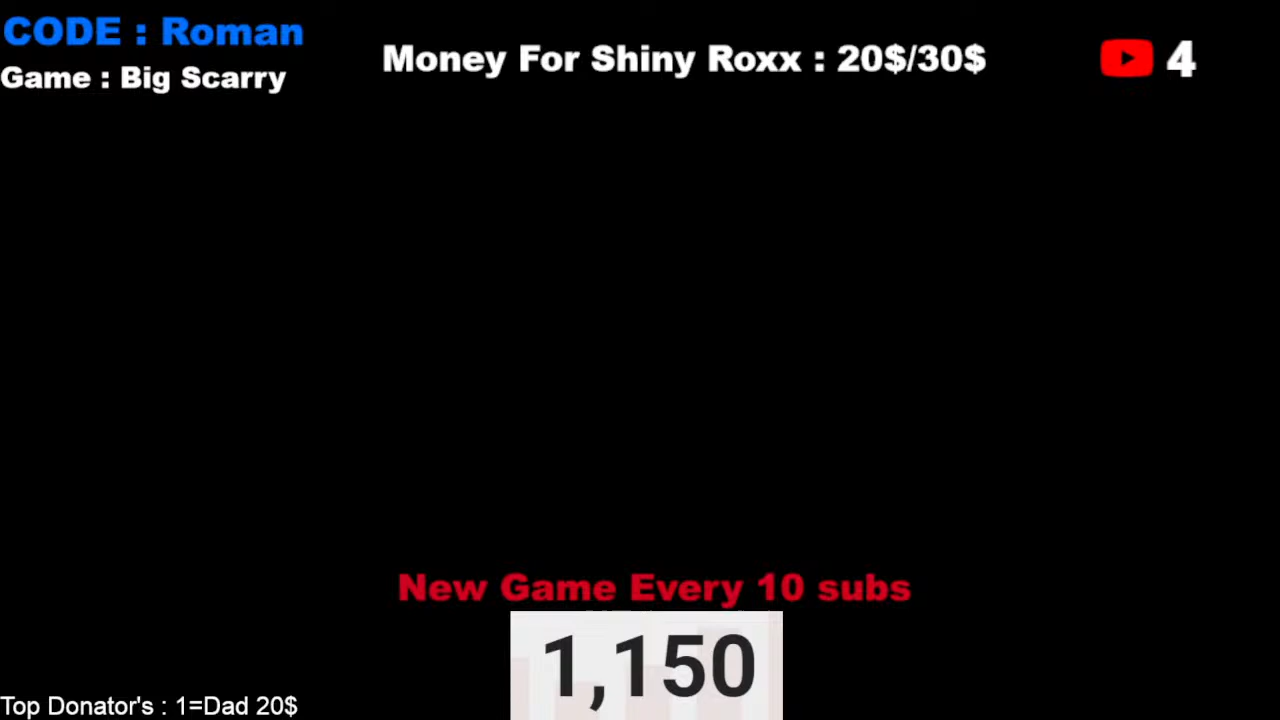 CODE : Roman
Game : Big Scarry
Money For Shiny Roxx : 20$/30$
4
New Game Every 10 subs
1,150
Top Donator's : 1=Dad 20$